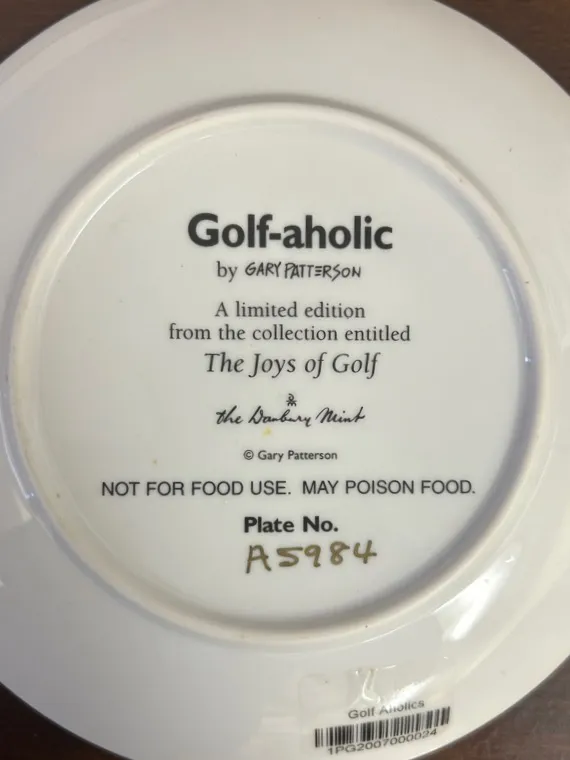 Golf-aholic
by GARY PATTERSON
A limited edition
from the collection entitled
The Joys of Golf
the Danbury Mint
© Gary Patterson
NOT FOR FOOD USE. MAY POISON FOOD.
Plate No.
A5984
Golf Aholics
1PG2007000024